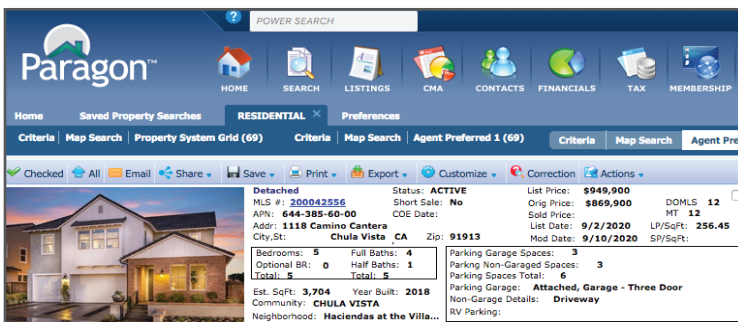 ? POWER SEARCH
Paragon™
HOME SEARCH LISTINGS CMA CONTACTS FINANCIALS TAX MEMBERSHIP
Home Saved Property Searches RESIDENTIAL × Preferences
Criteria Map Search Property System Grid (69) Criteria Map Search Agent Preferred 1 (69) Criteria Map Search Agent Pre
Checked All Email Share Save Print Export Customize Correction Actions
Detached Status: ACTIVE List Price: $949,900
MLS #: 200042556 Short Sale: No Orig Price: $869,900 DOMLS 12
APN: 644-385-60-00 COE Date: Sold Price: MT 12
Addr: 1118 Camino Cantera List Date: 9/2/2020 LP/SqFt: 256.45
City,St: Chula Vista , CA Zip: 91913 Mod Date: 9/10/2020 SP/SqFt:
Bedrooms: 5 Full Baths: 4 Parking Garage Spaces: 3
Optional BR: 0 Half Baths: 1 Parking Non-Garaged Spaces: 3
Total: 5 Total: 5 Parking Spaces Total: 6
Parking Garage: Attached, Garage - Three Door
Est. SqFt: 3,704 Year Built: 2018 Non-Garage Details: Driveway
Community: CHULA VISTA RV Parking:
Neighborhood: Haciendas at the Villa...